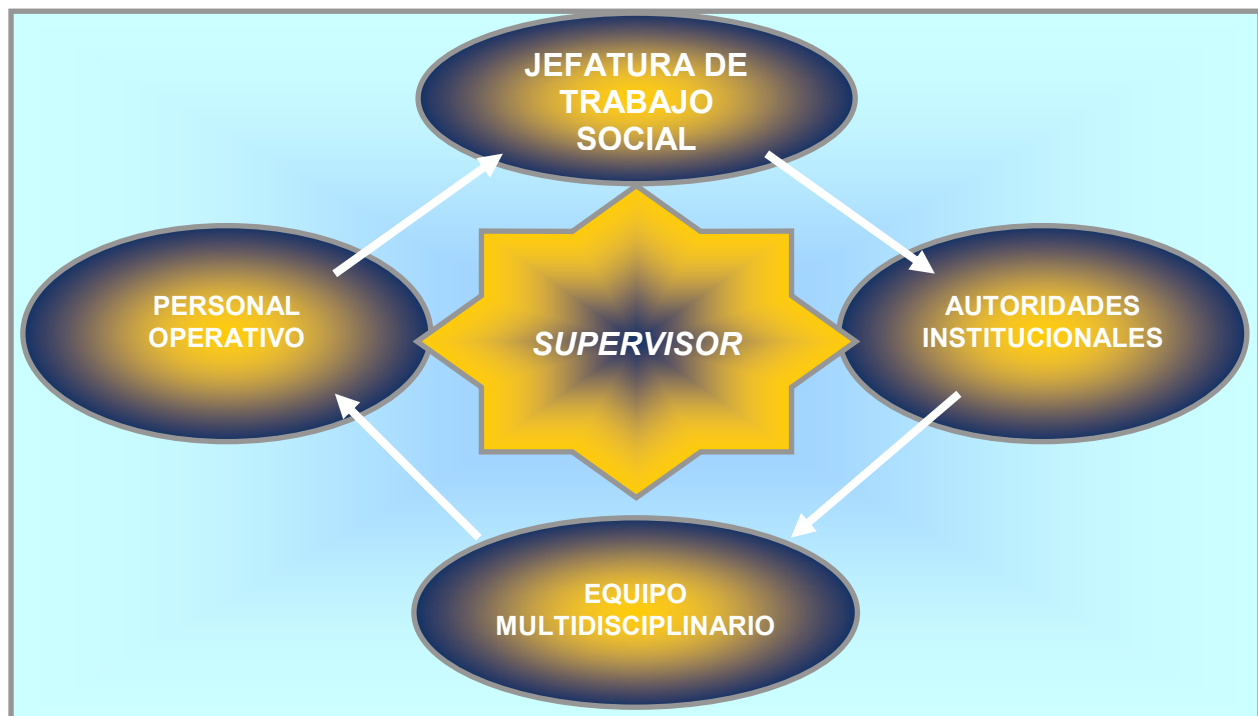 JEFATURA DE
TRABAJO
SOCIAL
PERSONAL
OPERATIVO
SUPERVISOR
AUTORIDADES
INSTITUCIONALES
EQUIPO
MULTIDISCIPLINARIO